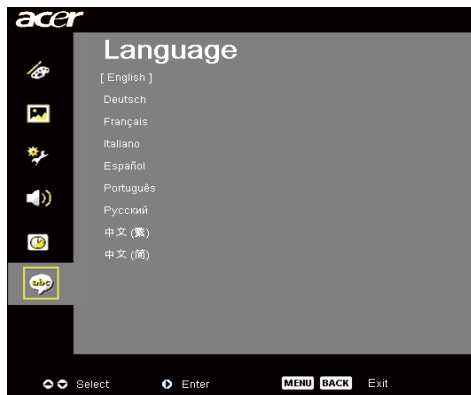 acer
Language
[ English ]
Deutsch
Français
Italiano
Español
Português
Русский
中文 (繁)
中文 (简)
abc
Select Enter MENU BACK Exit